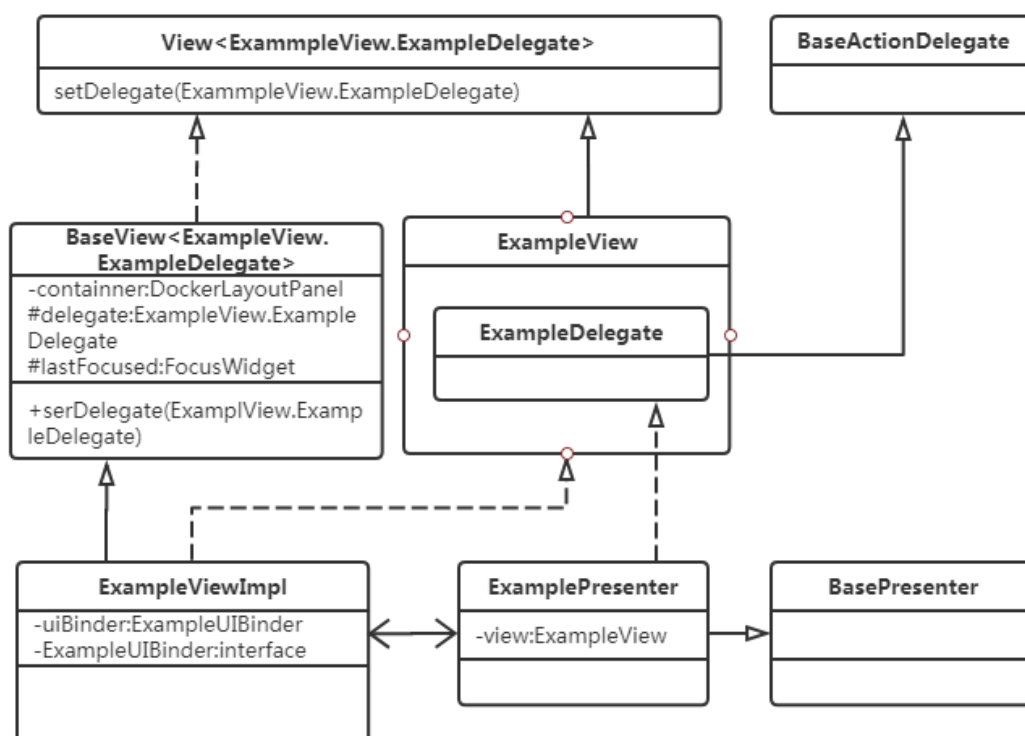 View<ExammpleView.ExampleDelegate>
setDelegate(ExammpleView.ExampleDelegate)
BaseActionDelegate
BaseView<ExampleView.
ExampleDelegate>
-containner:DockerLayoutPanel
#delegate:ExampleView.Example
Delegate
#lastFocused:FocusWidget
+serDelegate(ExamplView.Examp
leDelegate)
ExampleView
ExampleDelegate
ExampleViewImpl
-uiBinder:ExampleUIBinder
-ExampleUIBinder:interface
ExamplePresenter
-view:ExampleView
BasePresenter